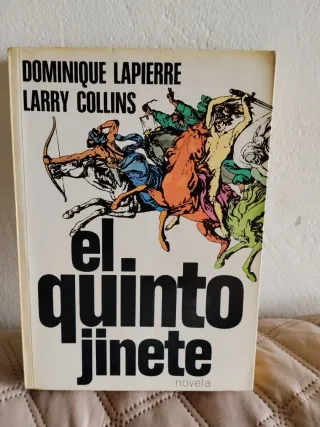 DOMINIQUE LAPIERRE
LARRY COLLINS
el
quinto
jinete
novela